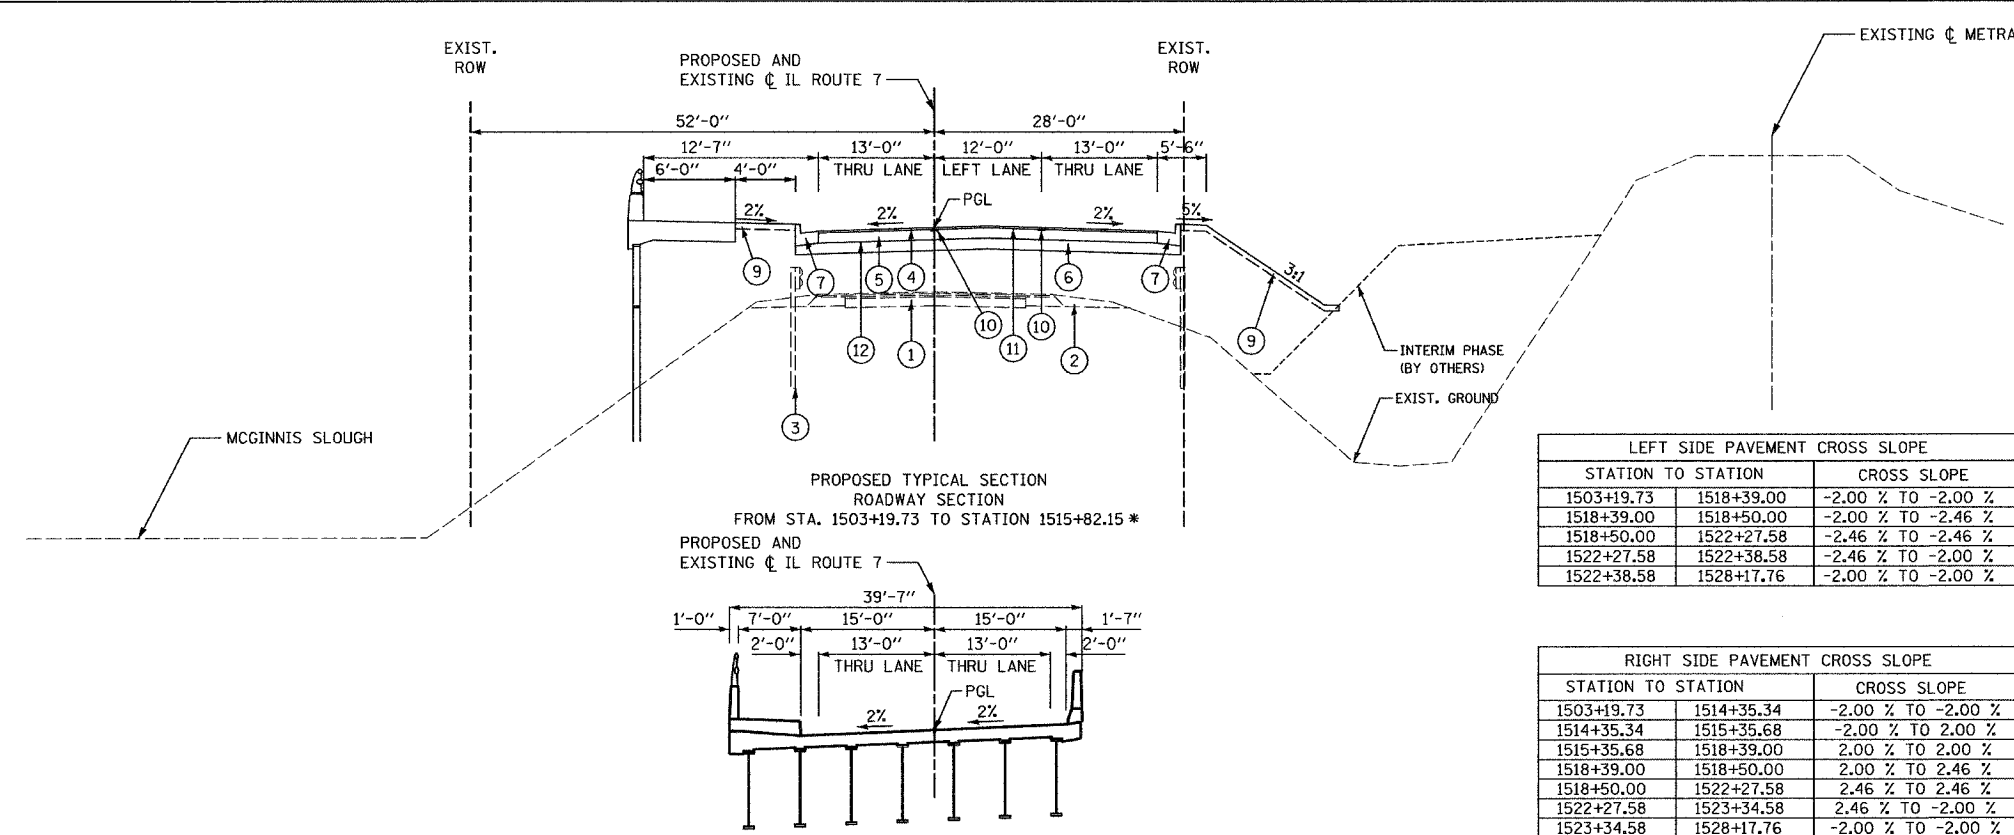 EXISTING ℄ METRA
EXIST.
ROW
PROPOSED AND
EXISTING ℄ IL ROUTE 7
EXIST.
ROW
52'-0"
28'-0"
12'-7"
13'-0"
12'-0"
13'-0"
5'-6"
6'-0"
4'-0"
THRU LANE
LEFT LANE
THRU LANE
PGL
2%
2%
2%
5%
3:1
9
7
5
4
6
7
10
10
9
12
1
11
2
3
INTERIM PHASE
(BY OTHERS)
EXIST. GROUND
MCGINNIS SLOUGH
PROPOSED TYPICAL SECTION
ROADWAY SECTION
FROM STA. 1503+19.73 TO STATION 1515+82.15 *
PROPOSED AND
EXISTING ℄ IL ROUTE 7
39'-7"
1'-0"
7'-0"
15'-0"
15'-0"
1'-7"
2'-0"
13'-0"
13'-0"
2'-0"
THRU LANE
THRU LANE
PGL
2%
2%
LEFT SIDE PAVEMENT CROSS SLOPE
STATION TO STATION CROSS SLOPE
1503+19.73 1518+39.00 -2.00 % TO -2.00 %
1518+39.00 1518+50.00 -2.00 % TO -2.46 %
1518+50.00 1522+27.58 -2.46 % TO -2.46 %
1522+27.58 1522+38.58 -2.46 % TO -2.00 %
1522+38.58 1528+17.76 -2.00 % TO -2.00 %
RIGHT SIDE PAVEMENT CROSS SLOPE
STATION TO STATION CROSS SLOPE
1503+19.73 1514+35.34 -2.00 % TO -2.00 %
1514+35.34 1515+35.68 -2.00 % TO 2.00 %
1515+35.68 1518+39.00 2.00 % TO 2.00 %
1518+39.00 1518+50.00 2.00 % TO 2.46 %
1518+50.00 1522+27.58 2.46 % TO 2.46 %
1522+27.58 1523+34.58 2.46 % TO -2.00 %
1523+34.58 1528+17.76 -2.00 % TO -2.00 %